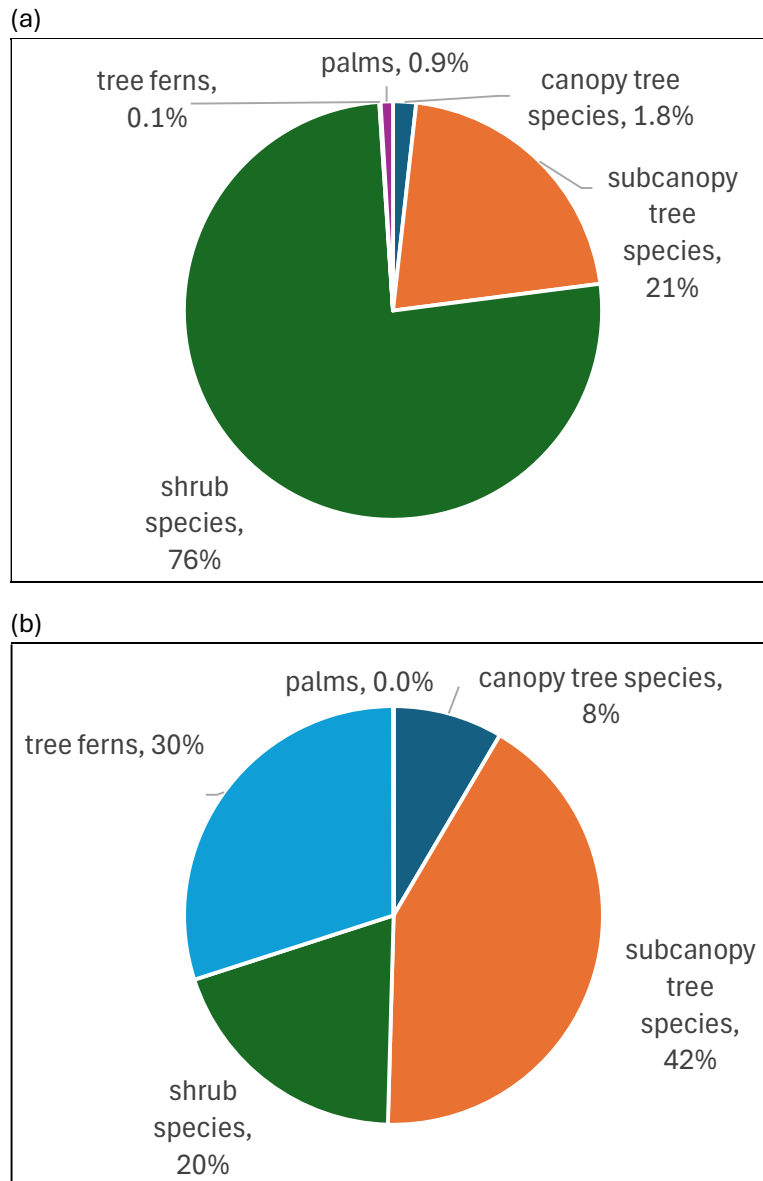 (a)
palms, 0.9%
tree ferns,
0.1%
canopy tree
species, 1.8%
subcanopy
tree
species,
21%
shrub
species,
76%
(b)
palms, 0.0%
canopy tree species,
8%
tree ferns, 30%
subcanopy
tree
species,
42%
shrub
species,
20%